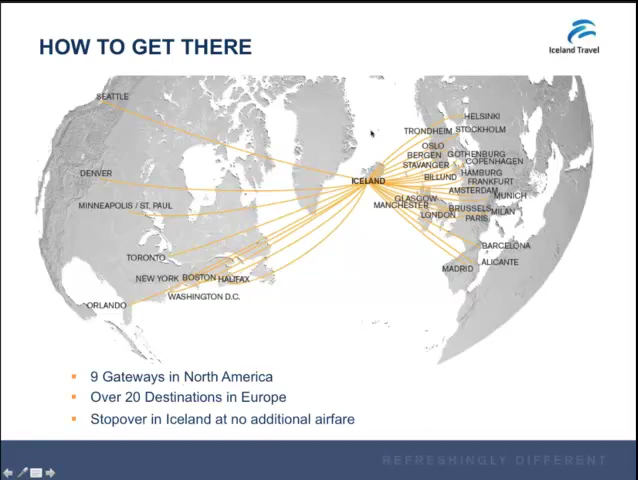 HOW TO GET THERE
Iceland Travel
SEATTLE
HELSINKI
TRONDHEIM
STOCKHOLM
OSLO
BERGEN
GOTHENBURG
STAVANGER
COPENHAGEN
DENVER
ICELAND
BILLUND
HAMBURG
FRANKFURT
AMSTERDAM
GLASGOW
MUNICH
MINNEAPOLIS / ST. PAUL
MANCHESTER
BRUSSELS
MILAN
LONDON
PARIS
BARCELONA
TORONTO
ALICANTE
MADRID
NEW YORK
BOSTON
HALIFAX
WASHINGTON D.C.
ORLANDO
▪ 9 Gateways in North America
▪ Over 20 Destinations in Europe
▪ Stopover in Iceland at no additional airfare
REFRESHINGLY DIFFERENT